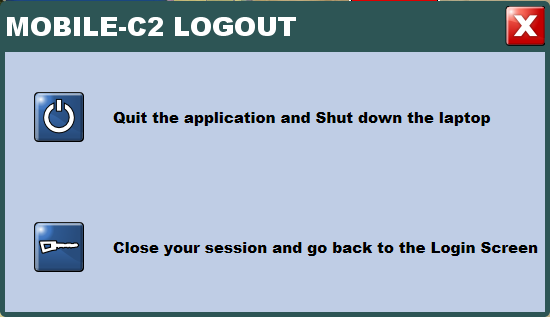 MOBILE-C2 LOGOUT
X
Quit the application and Shut down the laptop
Close your session and go back to the Login Screen